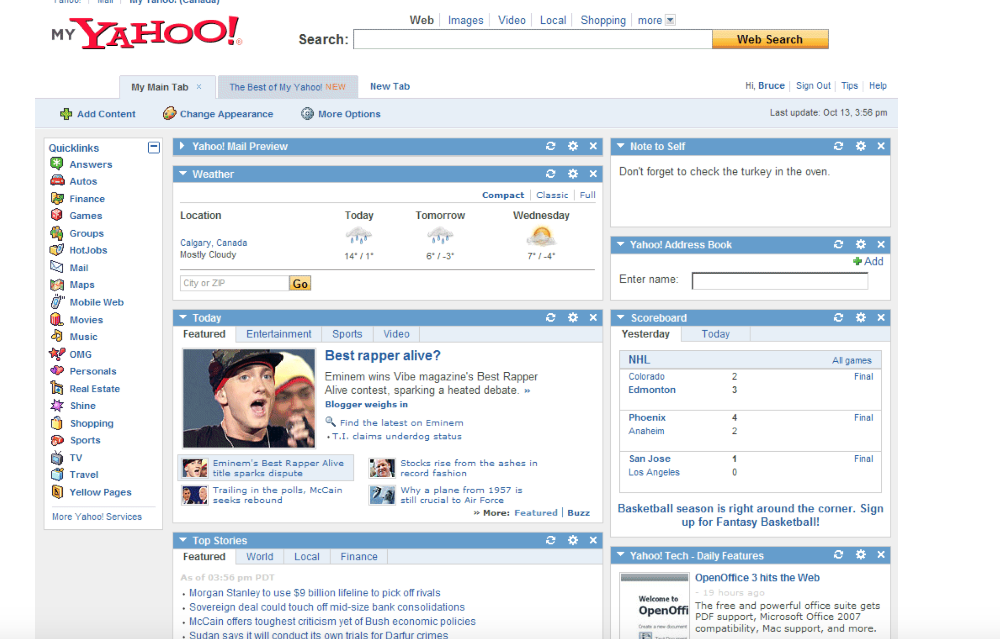 Yahoo! Mail My Yahoo! (Canada)
MY YAHOO!®
Web Images Video Local Shopping more
Search: Web Search
My Main Tab The Best of My Yahoo! NEW New Tab
Hi, Bruce Sign Out Tips Help
Add Content Change Appearance More Options
Last update: Oct 13, 3:56 pm
Quicklinks
Answers
Autos
Finance
Games
Groups
HotJobs
Mail
Maps
Mobile Web
Movies
Music
OMG
Personals
Real Estate
Shine
Shopping
Sports
TV
Travel
Yellow Pages
More Yahoo! Services
Yahoo! Mail Preview
Weather
Compact Classic Full
Location Today Tomorrow Wednesday
Calgary, Canada
Mostly Cloudy 14° / 1° 6° / -3° 7° / -4°
City or ZIP Go
Today
Featured Entertainment Sports Video
Best rapper alive?
Eminem wins Vibe magazine's Best Rapper
Alive contest, sparking a heated debate. »
Blogger weighs in
Find the latest on Eminem
• T.I. claims underdog status
Eminem's Best Rapper Alive
title sparks dispute
Stocks rise from the ashes in
record fashion
Trailing in the polls, McCain
seeks rebound
Why a plane from 1957 is
still crucial to Air Force
» More: Featured | Buzz
Top Stories
Featured World Local Finance
As of 03:56 pm PDT
• Morgan Stanley to use $9 billion lifeline to pick off rivals
• Sovereign deal could touch off mid-size bank consolidations
• McCain offers toughest criticism yet of Bush economic policies
• Sudan says it will conduct its own trials for Darfur crimes
Note to Self
Don't forget to check the turkey in the oven.
Yahoo! Address Book
Add
Enter name:
Scoreboard
Yesterday Today
NHL All games
Colorado 2 Final
Edmonton 3
Phoenix 4 Final
Anaheim 2
San Jose 1 Final
Los Angeles 0
Basketball season is right around the corner. Sign
up for Fantasy Basketball!
Yahoo! Tech - Daily Features
OpenOffice 3 hits the Web
- 19 hours ago
The free and powerful office suite gets
PDF support, Microsoft Office 2007
compatibility, Mac support, and more.
Welcome to
OpenOffi
Create a new document
Text Document